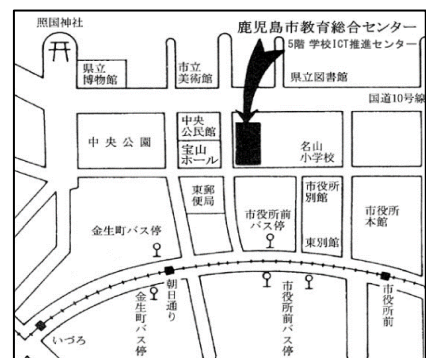 照国神社
鹿児島市教育総合センター
5階 学校ICT推進センター
県立
博物館
市立
美術館
県立図書館
国道10号線
中央公園
中央
公民館
宝山
ホール
名山
小学校
東郵
便局
市役所
別館
市役所
本館
金生町バス停
市役所前
バス停
東別館
朝日通り
金生町バス停
市役所前バス停
市役所前
いづろ